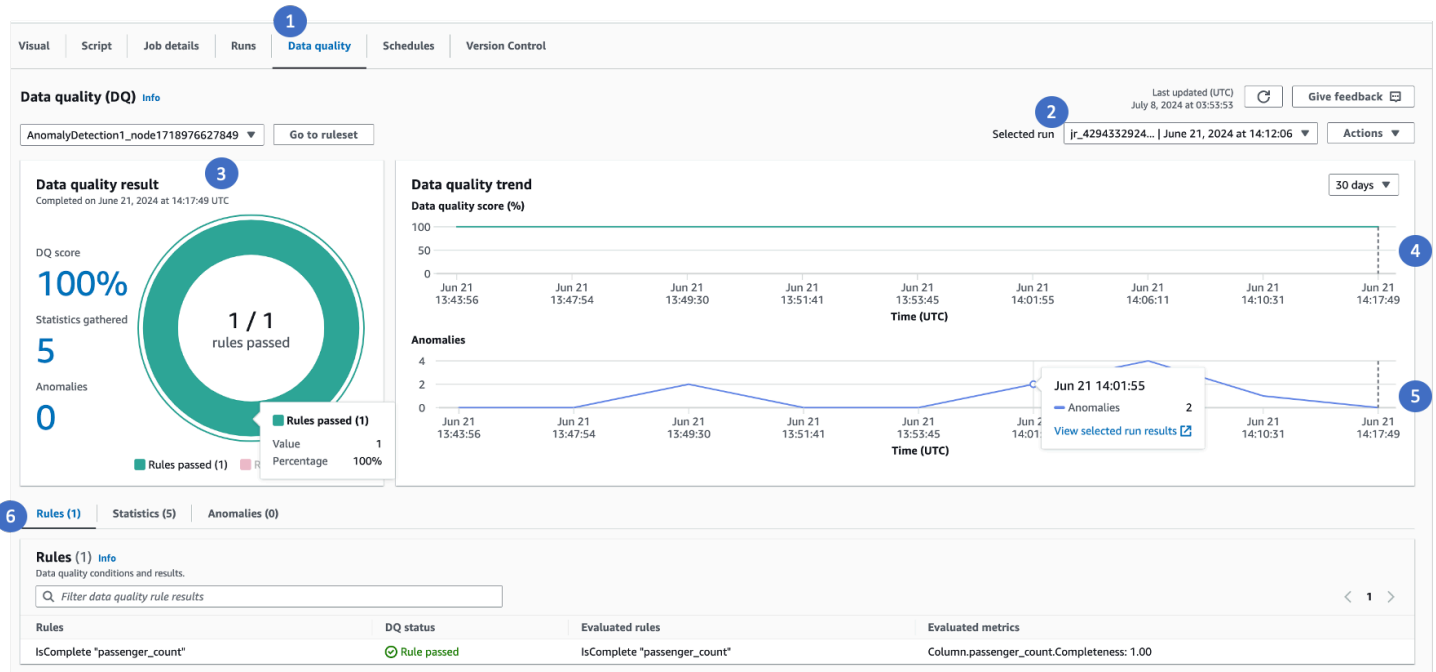 1
Visual Script Job details Runs Data quality Schedules Version Control
Data quality (DQ) Info
Last updated (UTC)
July 8, 2024 at 03:53:53
Give feedback
2
AnomalyDetection1_node1718976627849 Go to ruleset
Selected run jr_4294332924... | June 21, 2024 at 14:12:06 Actions
3
Data quality result
Completed on June 21, 2024 at 14:17:49 UTC
DQ score
100%
Statistics gathered
5
Anomalies
0
1 / 1
rules passed
Rules passed (1)
Value 1
Percentage 100%
Rules passed (1) R
Data quality trend
30 days
Data quality score (%)
100
50
0
4
Jun 21 Jun 21 Jun 21 Jun 21 Jun 21 Jun 21 Jun 21 Jun 21 Jun 21
13:43:56 13:47:54 13:49:30 13:51:41 13:53:45 14:01:55 14:06:11 14:10:31 14:17:49
Time (UTC)
Anomalies
4
2
0
5
Jun 21 14:01:55
Anomalies 2
View selected run results
Jun 21 Jun 21 Jun 21 Jun 21 Jun 21 Jun 2 Jun 21 Jun 21
13:43:56 13:47:54 13:49:30 13:51:41 13:53:45 14:01: 14:10:31 14:17:49
Time (UTC)
6
Rules (1) Statistics (5) Anomalies (0)
Rules (1) Info
Data quality conditions and results.
Filter data quality rule results
1
Rules DQ status Evaluated rules Evaluated metrics
IsComplete "passenger_count" Rule passed IsComplete "passenger_count" Column.passenger_count.Completeness: 1.00